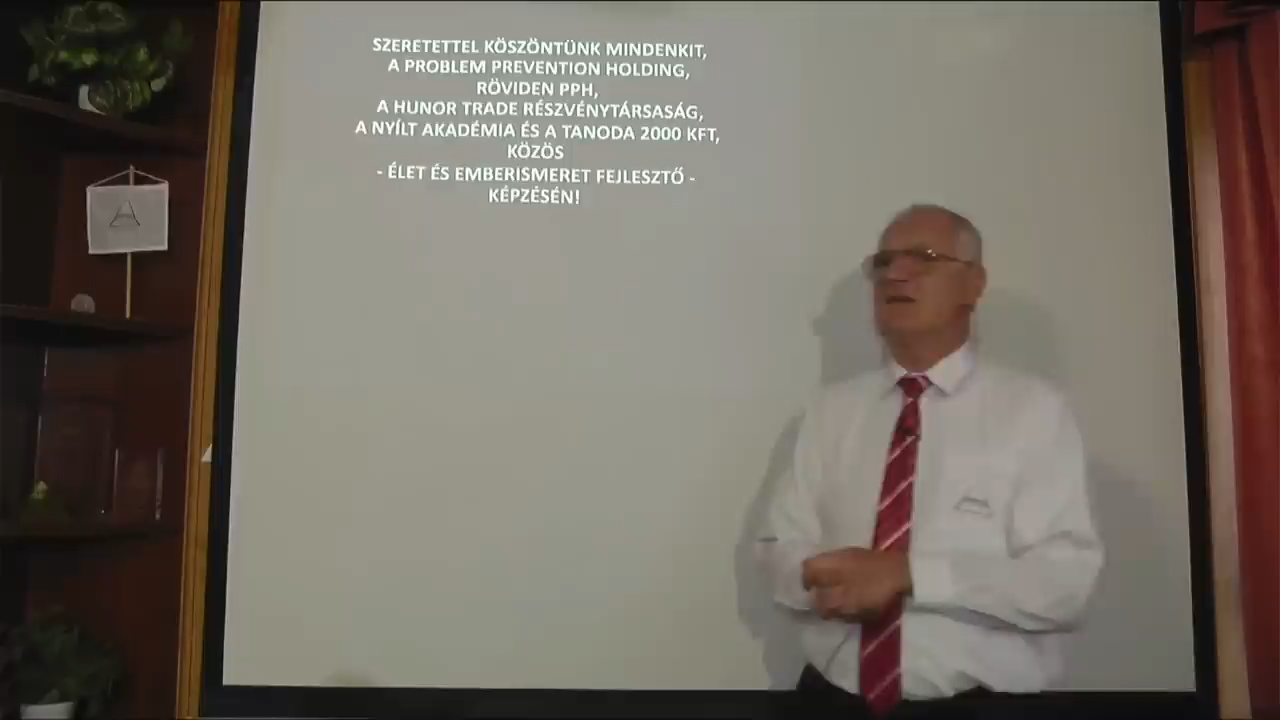 SZERETETTEL KÖSZÖNTÜNK MINDENKIT,
A PROBLEM PREVENTION HOLDING,
RÖVIDEN PPH,
A HUNOR TRADE RÉSZVÉNYTÁRSASÁG,
A NYÍLT AKADÉMIA ÉS A TANODA 2000 KFT,
KÖZÖS
- ÉLET ÉS EMBERISMERET FEJLESZTŐ -
KÉPZÉSÉN!